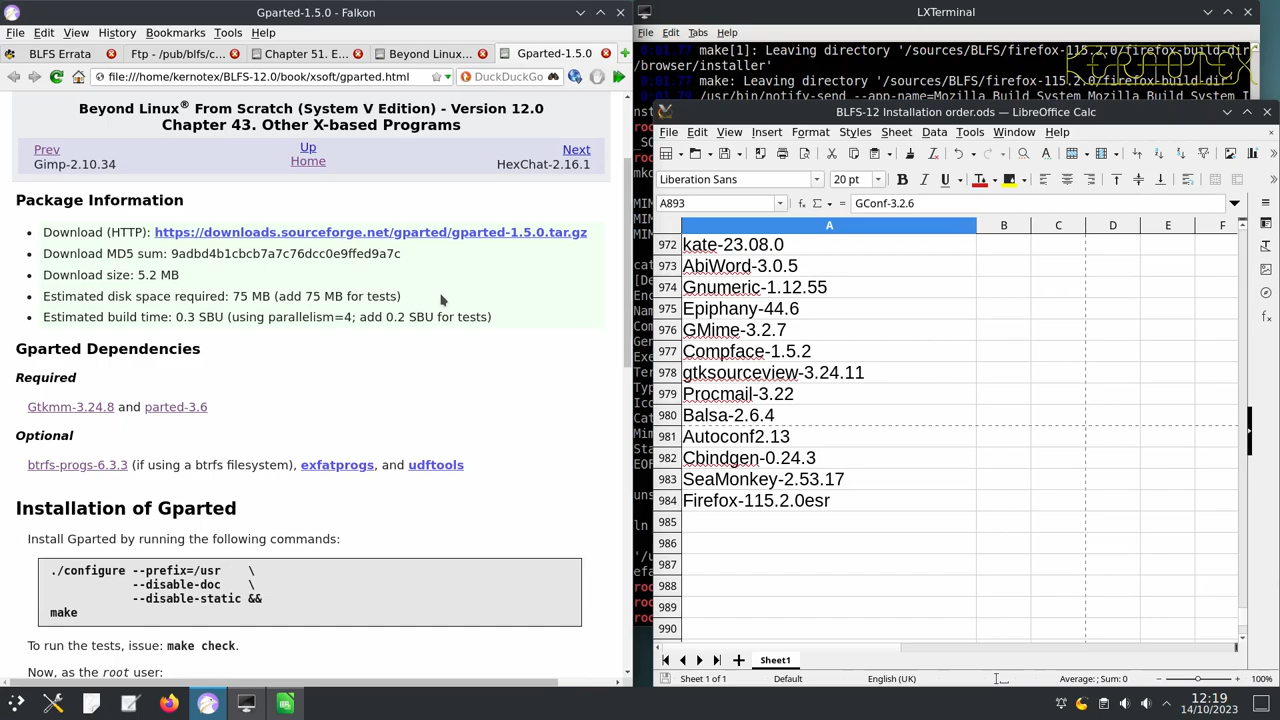 Gparted-1.5.0 - Falkon
File Edit View History Bookmarks Tools Help
BLFS Errata
Ftp - /pub/blfs/c...
Chapter 51. E...
Beyond Linux...
Gparted-1.5.0
file:///home/kernotex/BLFS-12.0/book/xsoft/gparted.html
DuckDuckGo
Beyond Linux® From Scratch (System V Edition) - Version 12.0
Chapter 43. Other X-based Programs
Prev
Up
Next
Gimp-2.10.34
Home
HexChat-2.16.1
Package Information
Download (HTTP): https://downloads.sourceforge.net/gparted/gparted-1.5.0.tar.gz
Download MD5 sum: 9adbd4b1cbcb7a7c76dcc0e9ffed9a7c
Download size: 5.2 MB
Estimated disk space required: 75 MB (add 75 MB for tests)
Estimated build time: 0.3 SBU (using parallelism=4; add 0.2 SBU for tests)
Gparted Dependencies
Required
Gtkmm-3.24.8 and parted-3.6
Optional
btrfs-progs-6.3.3 (if using a btrfs filesystem), exfatprogs, and udftools
Installation of Gparted
Install Gparted by running the following commands:
./configure --prefix=/usr \
--disable-doc \
--disable-static &&
make
To run the tests, issue: make check.
Now, as the root user:
LXTerminal
File Edit Tabs Help
0:01.77 make[1]: Leaving directory '/sources/BLFS/firefox-115.2.0/firefox-build-dir
/browser/installer'
0:01.77 make: Leaving directory '/sources/BLFS/firefox-115.2.0/firefox-build-dir'
0:01.79 /usr/bin/notify-send --app-name=Mozilla Build System Mozilla Build System I
KERNOTEX
BLFS-12 Installation order.ods — LibreOffice Calc
File Edit View Insert Format Styles Sheet Data Tools Window Help
Liberation Sans
20 pt
A893
GConf-3.2.6
A B C D E F
972 kate-23.08.0
973 AbiWord-3.0.5
974 Gnumeric-1.12.55
975 Epiphany-44.6
976 GMime-3.2.7
977 Compface-1.5.2
978 gtksourceview-3.24.11
979 Procmail-3.22
980 Balsa-2.6.4
981 Autoconf2.13
982 Cbindgen-0.24.3
983 SeaMonkey-2.53.17
984 Firefox-115.2.0esr
985
986
987
988
989
990
Sheet1
Sheet 1 of 1
Default
English (UK)
Average: ; Sum: 0
100%
12:19
14/10/2023